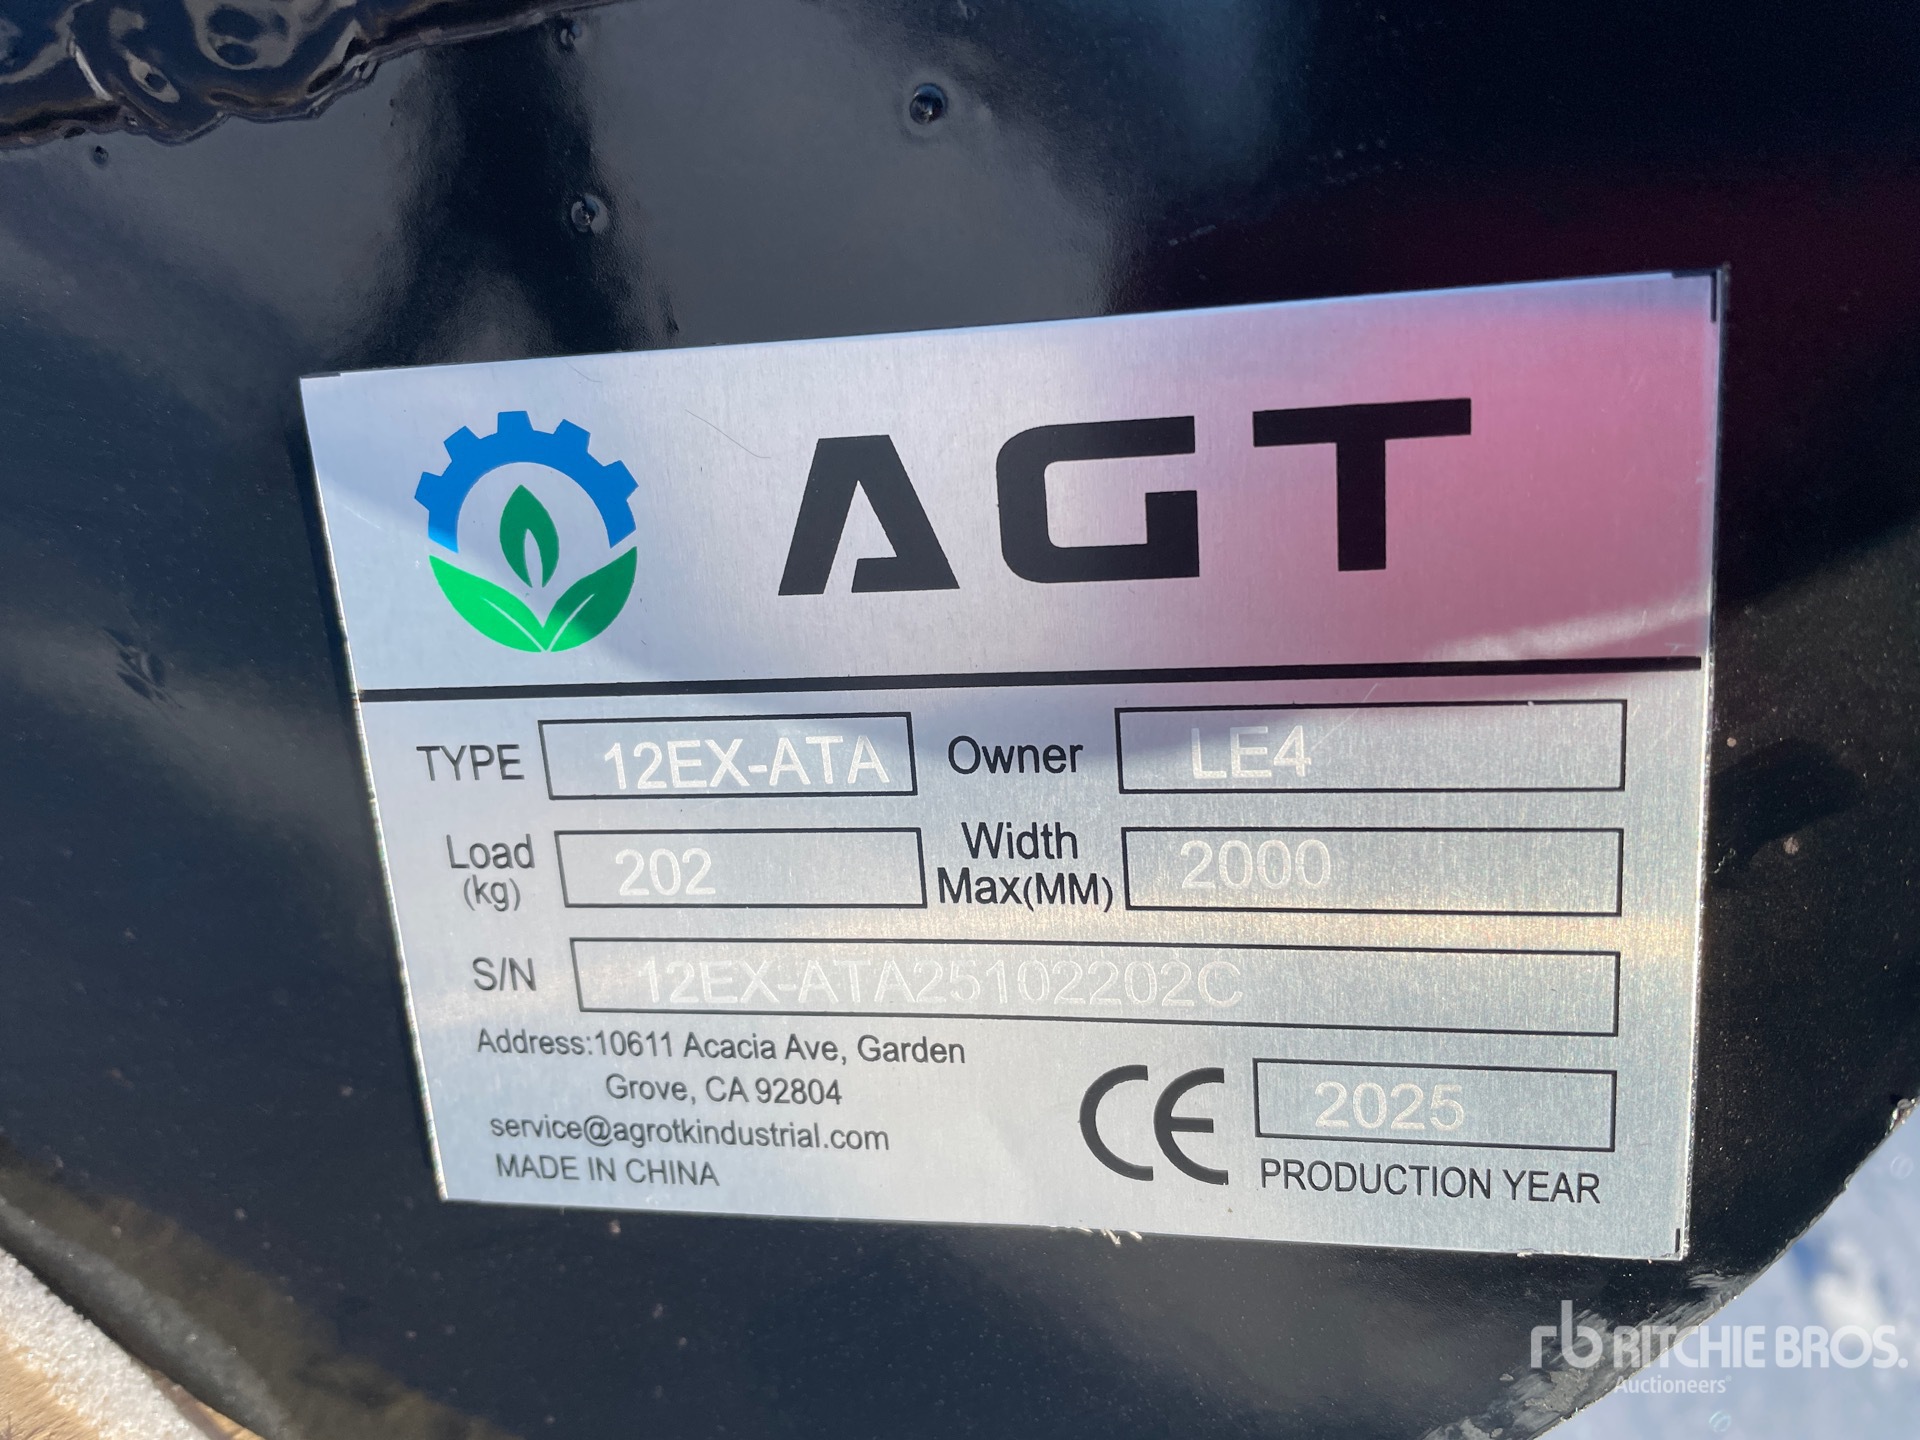 AGT
TYPE 12EX-ATA Owner LE4
Load (kg) 202 Width Max(MM) 2000
S/N 12EX-ATA25102202C
Address:10611 Acacia Ave, Garden
Grove, CA 92804
service@agrotkindustrial.com
MADE IN CHINA
CE 2025
PRODUCTION YEAR
rb RITCHIE BROS.
Auctioneers